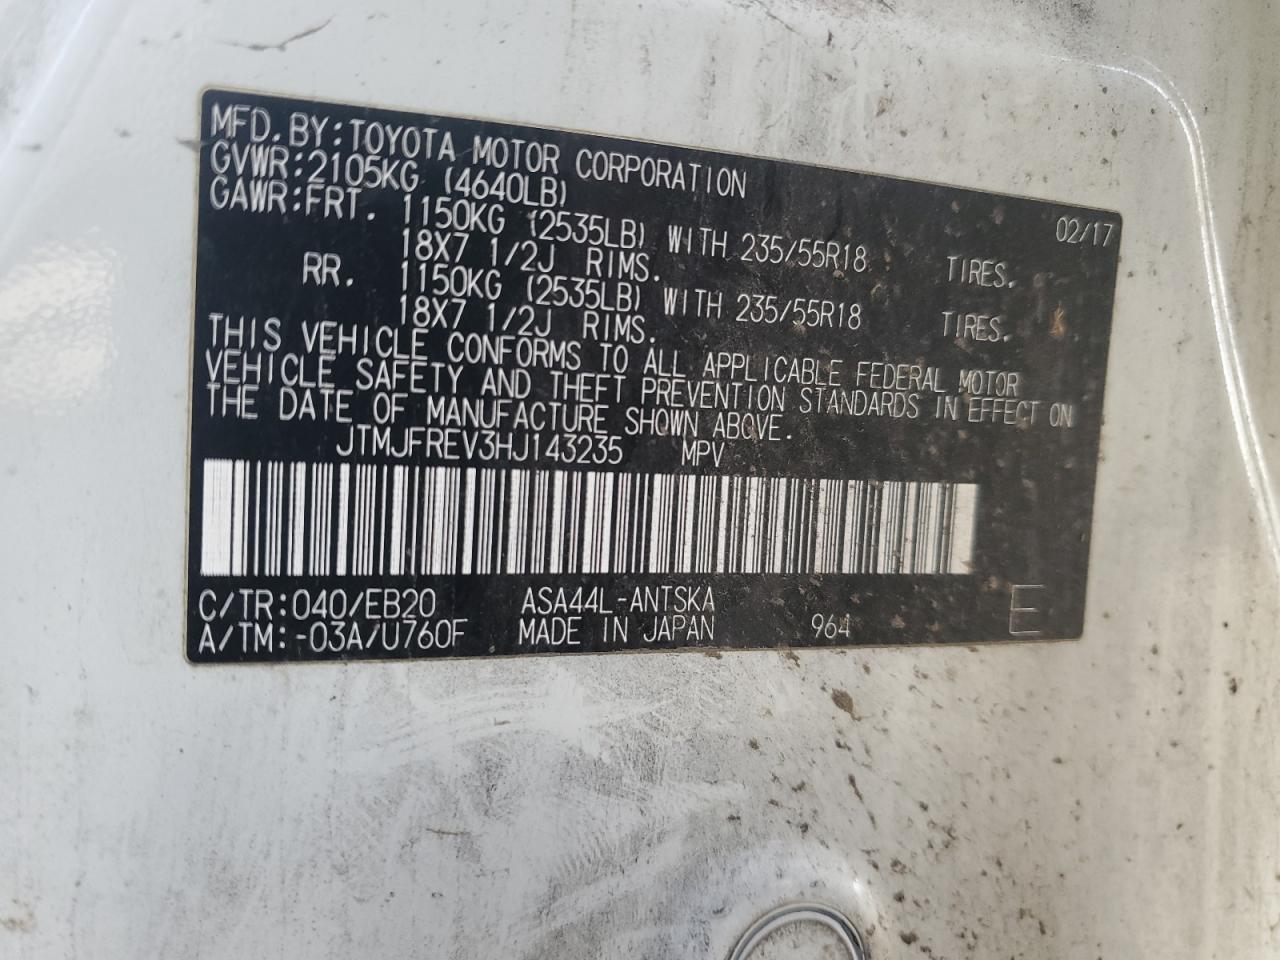 MFD. BY: TOYOTA MOTOR CORPORATION
GVWR: 2105KG (4640LB) 02/17
GAWR: FRT. 1150KG (2535LB) WITH 235/55R18 TIRES.
18X7 1/2J RIMS.
RR. 1150KG (2535LB) WITH 235/55R18 TIRES.
18X7 1/2J RIMS.
THIS VEHICLE CONFORMS TO ALL APPLICABLE FEDERAL MOTOR
VEHICLE SAFETY AND THEFT PREVENTION STANDARDS IN EFFECT ON
THE DATE OF MANUFACTURE SHOWN ABOVE.
JTMJFREV3HJ143235 MPV
C/TR: 040/EB20 ASA44L-ANTSKA
A/TM: -03A/U760F MADE IN JAPAN 964 E